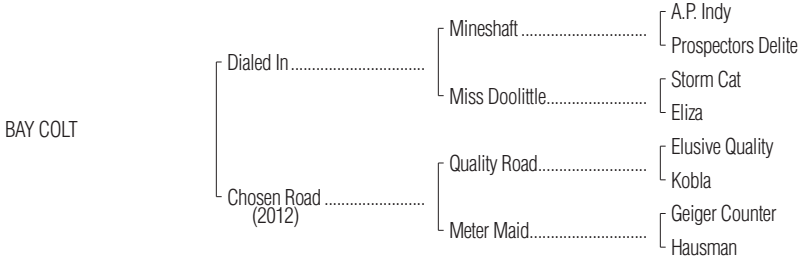 A.P. Indy
Mineshaft
Prospectors Delite
Dialed In
Storm Cat
Miss Doolittle
Eliza
BAY COLT
Elusive Quality
Quality Road
Kobla
Chosen Road
(2012)
Geiger Counter
Meter Maid
Hausman